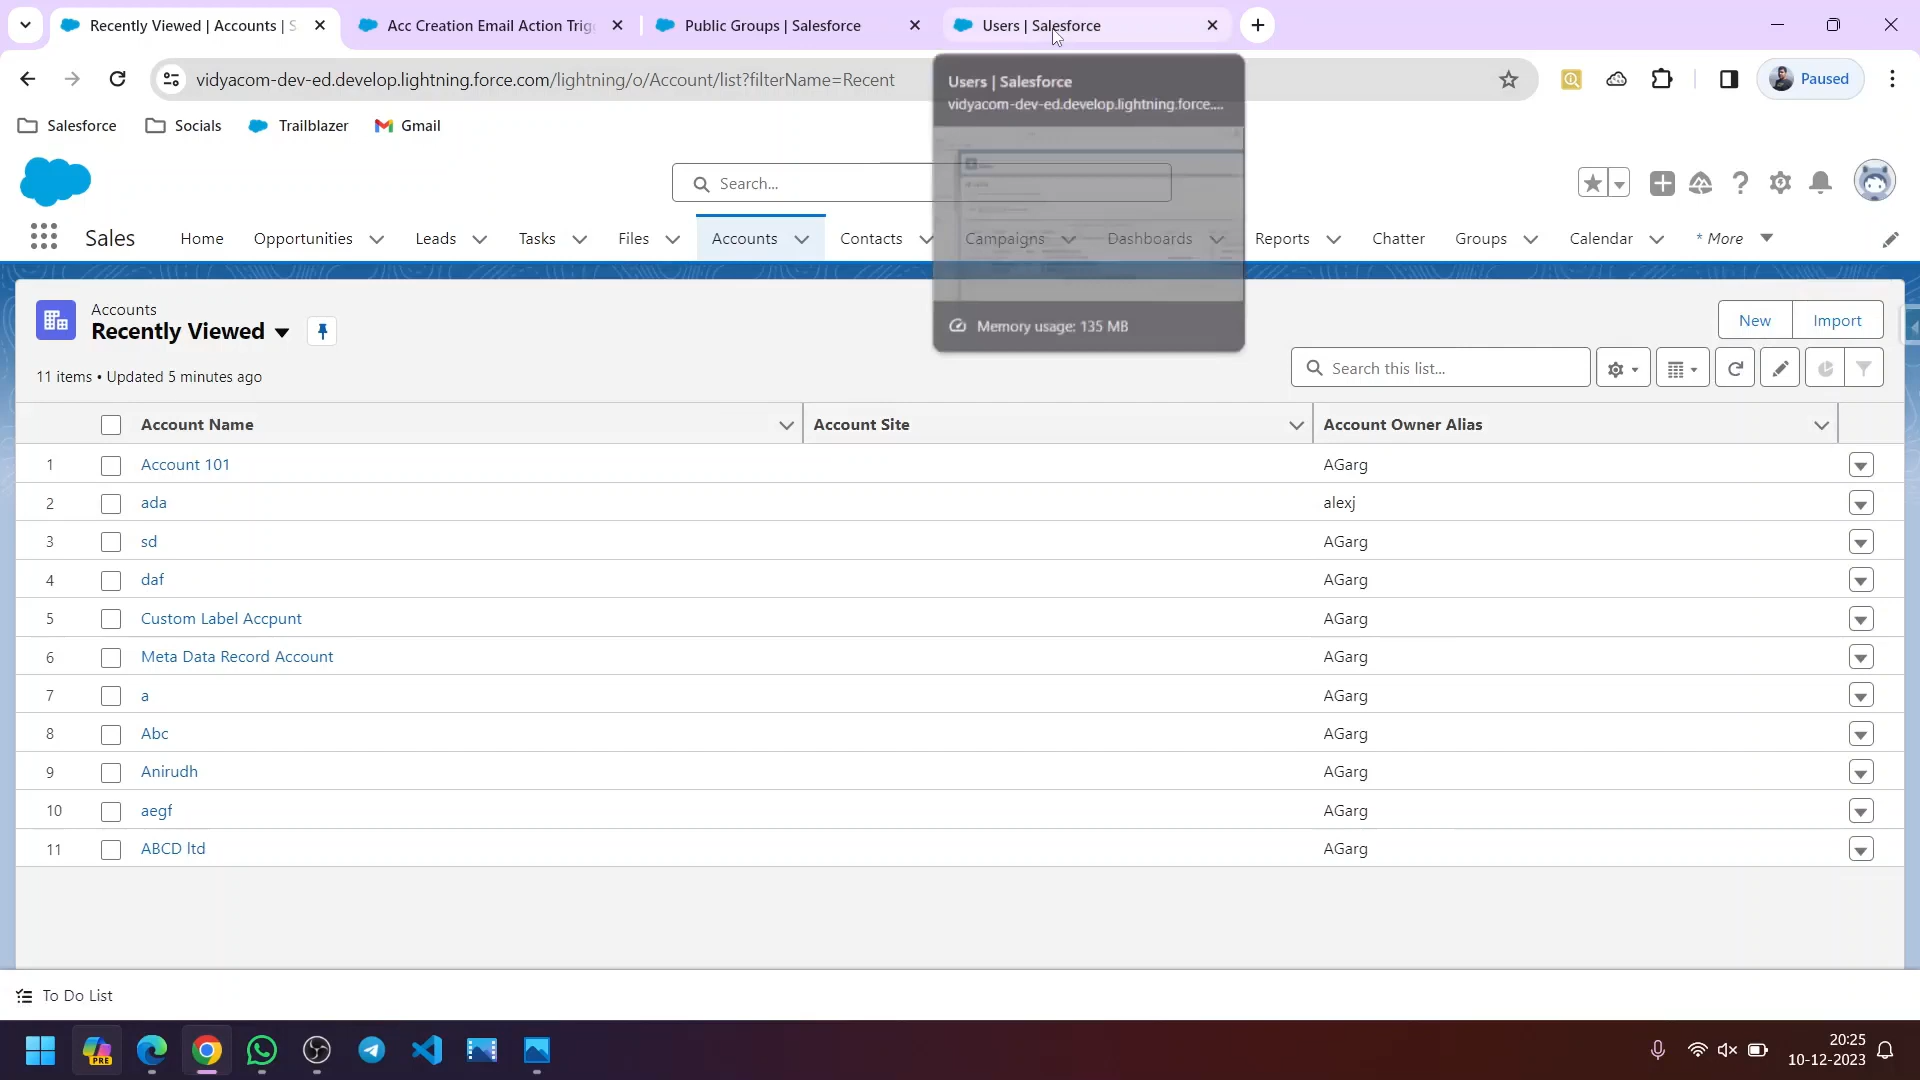 Recently Viewed | Accounts | S
Acc Creation Email Action Trig
Public Groups | Salesforce
Users | Salesforce
vidyacom-dev-ed.develop.lightning.force.com/lightning/o/Account/list?filterName=Recent
Paused
Users | Salesforce
vidyacom-dev-ed.develop.lightning.force....
Memory usage: 135 MB
Salesforce
Socials
Trailblazer
Gmail
Search...
Sales
Home
Opportunities
Leads
Tasks
Files
Accounts
Contacts
Campaigns
Dashboards
Reports
Chatter
Groups
Calendar
* More
Accounts
Recently Viewed
New
Import
11 items • Updated 5 minutes ago
Search this list...
Account Name
Account Site
Account Owner Alias
1 Account 101 AGarg
2 ada alexj
3 sd AGarg
4 daf AGarg
5 Custom Label Accpunt AGarg
6 Meta Data Record Account AGarg
7 a AGarg
8 Abc AGarg
9 Anirudh AGarg
10 aegf AGarg
11 ABCD ltd AGarg
To Do List
PRE
20:25
10-12-2023